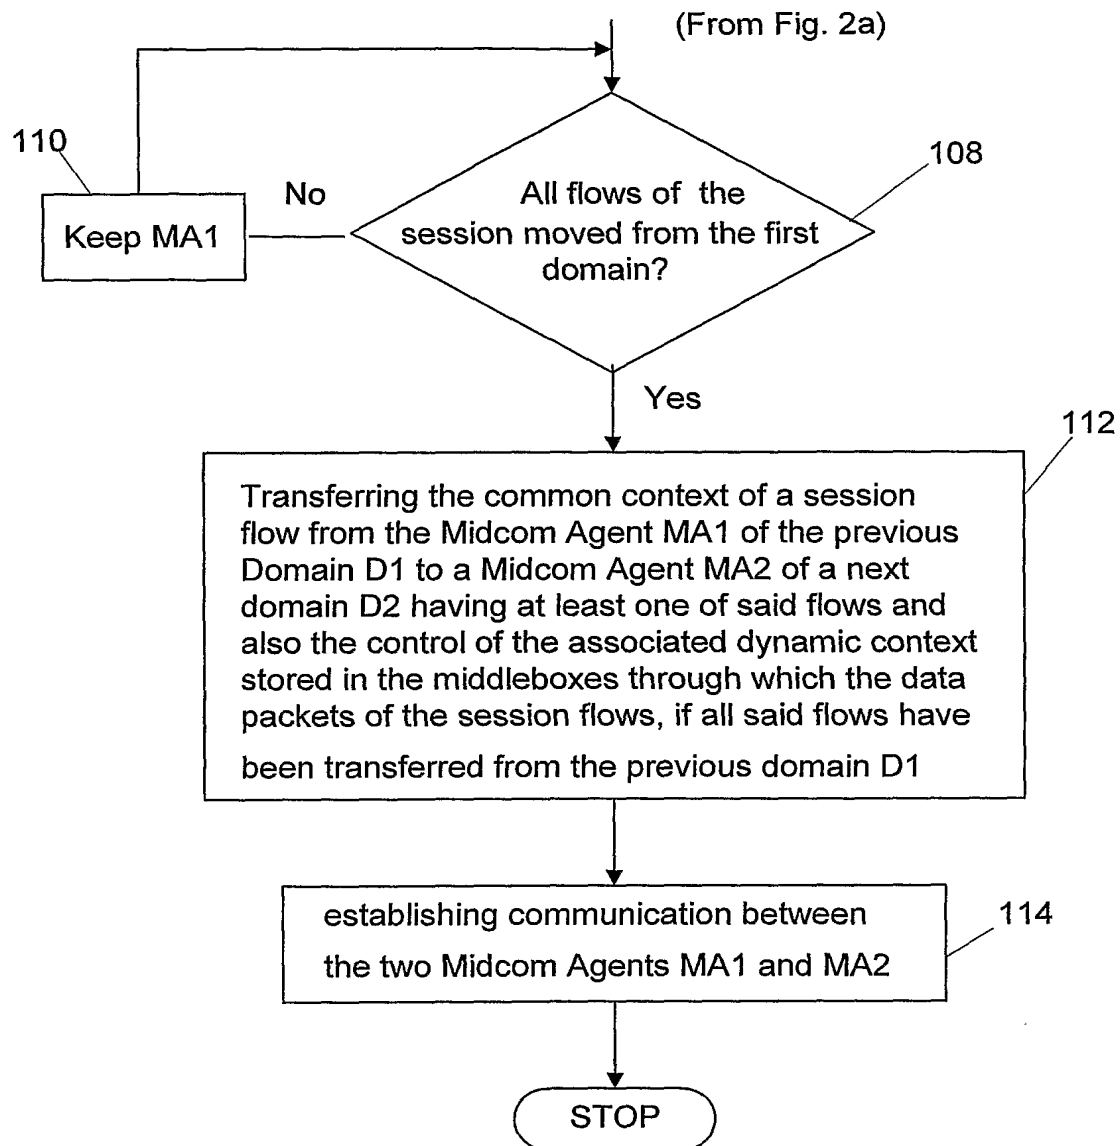 (From Fig. 2a)
110
108
No
All flows of the
session moved from the first
domain?
Keep MA1
Yes
112
Transferring the common context of a session
flow from the Midcom Agent MA1 of the previous
Domain D1 to a Midcom Agent MA2 of a next
domain D2 having at least one of said flows and
also the control of the associated dynamic context
stored in the middleboxes through which the data
packets of the session flows, if all said flows have
been transferred from the previous domain D1
establishing communication between
the two Midcom Agents MA1 and MA2
114
STOP